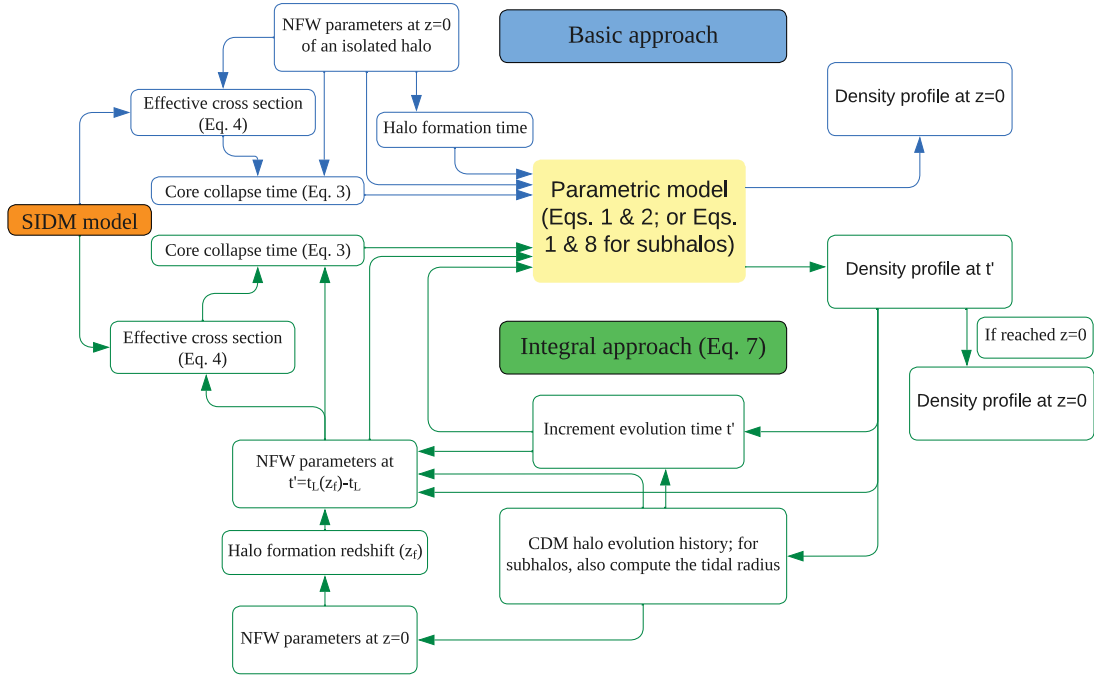 NFW parameters at z=0
of an isolated halo
Basic approach
Effective cross section
(Eq. 4)
Halo formation time
Density profile at z=0
Core collapse time (Eq. 3)
Parametric model
(Eqs. 1 & 2; or Eqs.
1 & 8 for subhalos)
SIDM model
Core collapse time (Eq. 3)
Density profile at t'
Effective cross section
(Eq. 4)
Integral approach (Eq. 7)
If reached z=0
Density profile at z=0
Increment evolution time t'
NFW parameters at
t'=t_L(z_f)-t_L
Halo formation redshift (z_f)
CDM halo evolution history; for
subhalos, also compute the tidal radius
NFW parameters at z=0